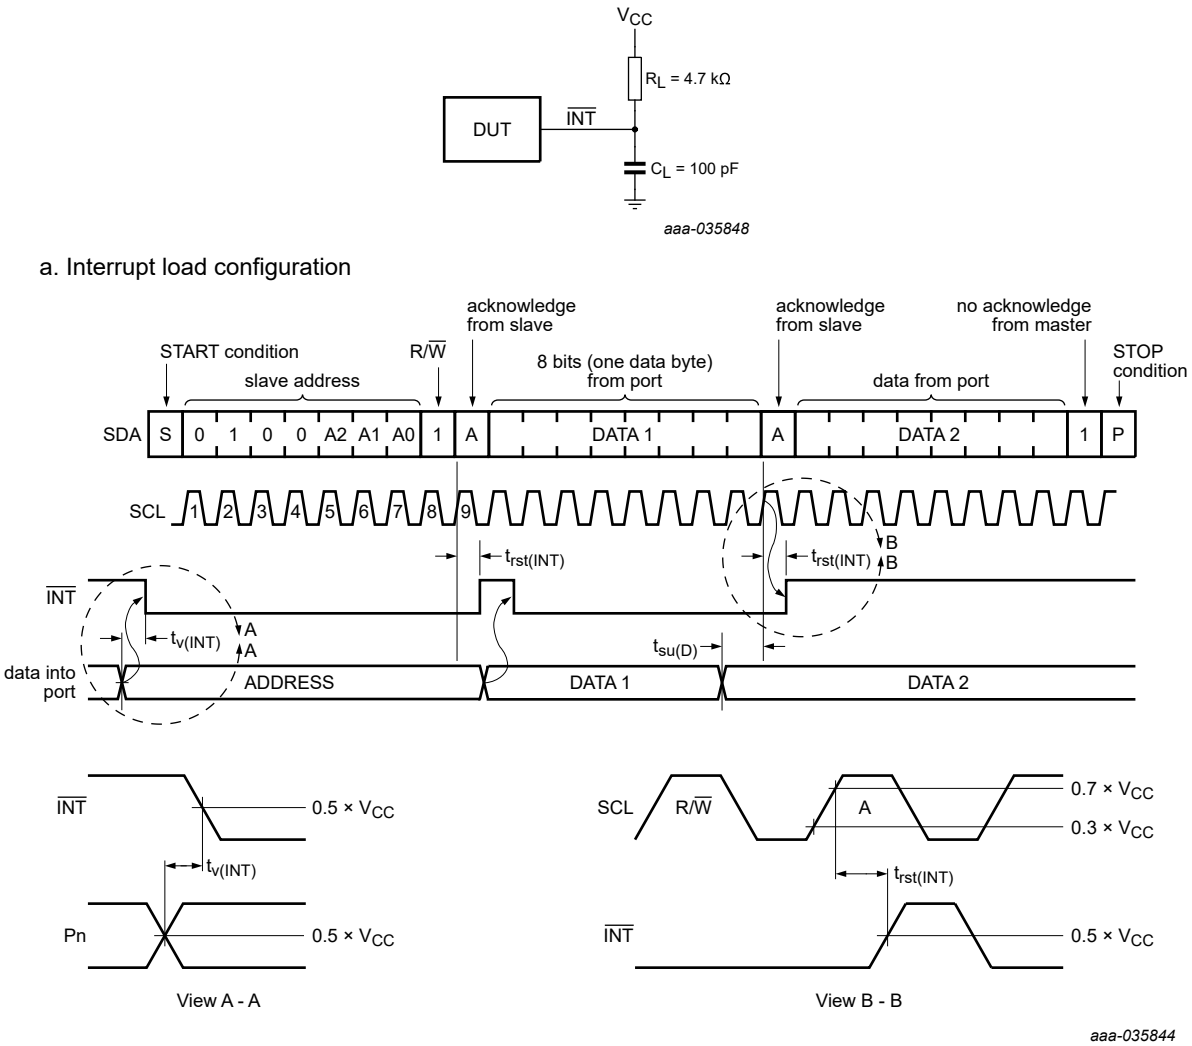 VCC
RL = 4.7 kΩ
DUT
INT
CL = 100 pF
aaa-035848
a. Interrupt load configuration
acknowledge
from slave
acknowledge
from slave
no acknowledge
from master
START condition
R/W
8 bits (one data byte)
from port
STOP
condition
slave address
data from port
SDA S 0 1 0 0 A2 A1 A0 1 A DATA 1 A DATA 2 1 P
SCL 1 2 3 4 5 6 7 8 9
B
B
trst(INT)
trst(INT)
INT
A
A
tv(INT)
tsu(D)
data into
port
ADDRESS DATA 1 DATA 2
INT
0.5 × VCC
tv(INT)
Pn
0.5 × VCC
View A - A
SCL R/W A
0.7 × VCC
0.3 × VCC
trst(INT)
INT
0.5 × VCC
View B - B
aaa-035844